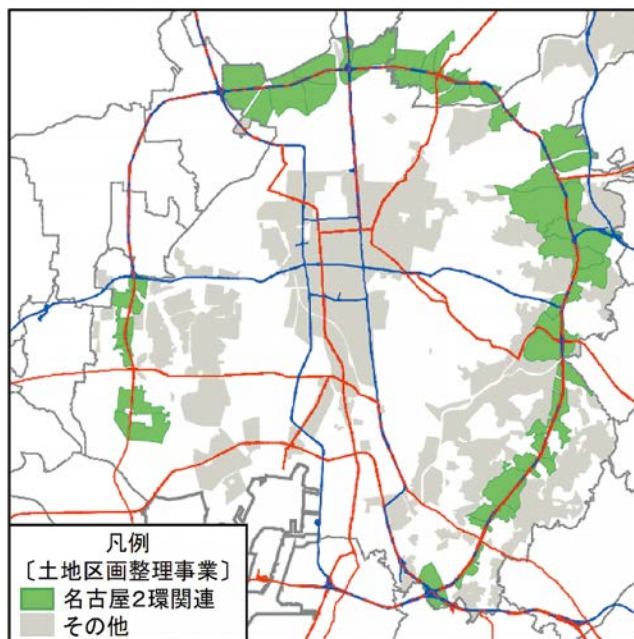 凡例
〔土地区画整理事業〕
名古屋2環関連
その他